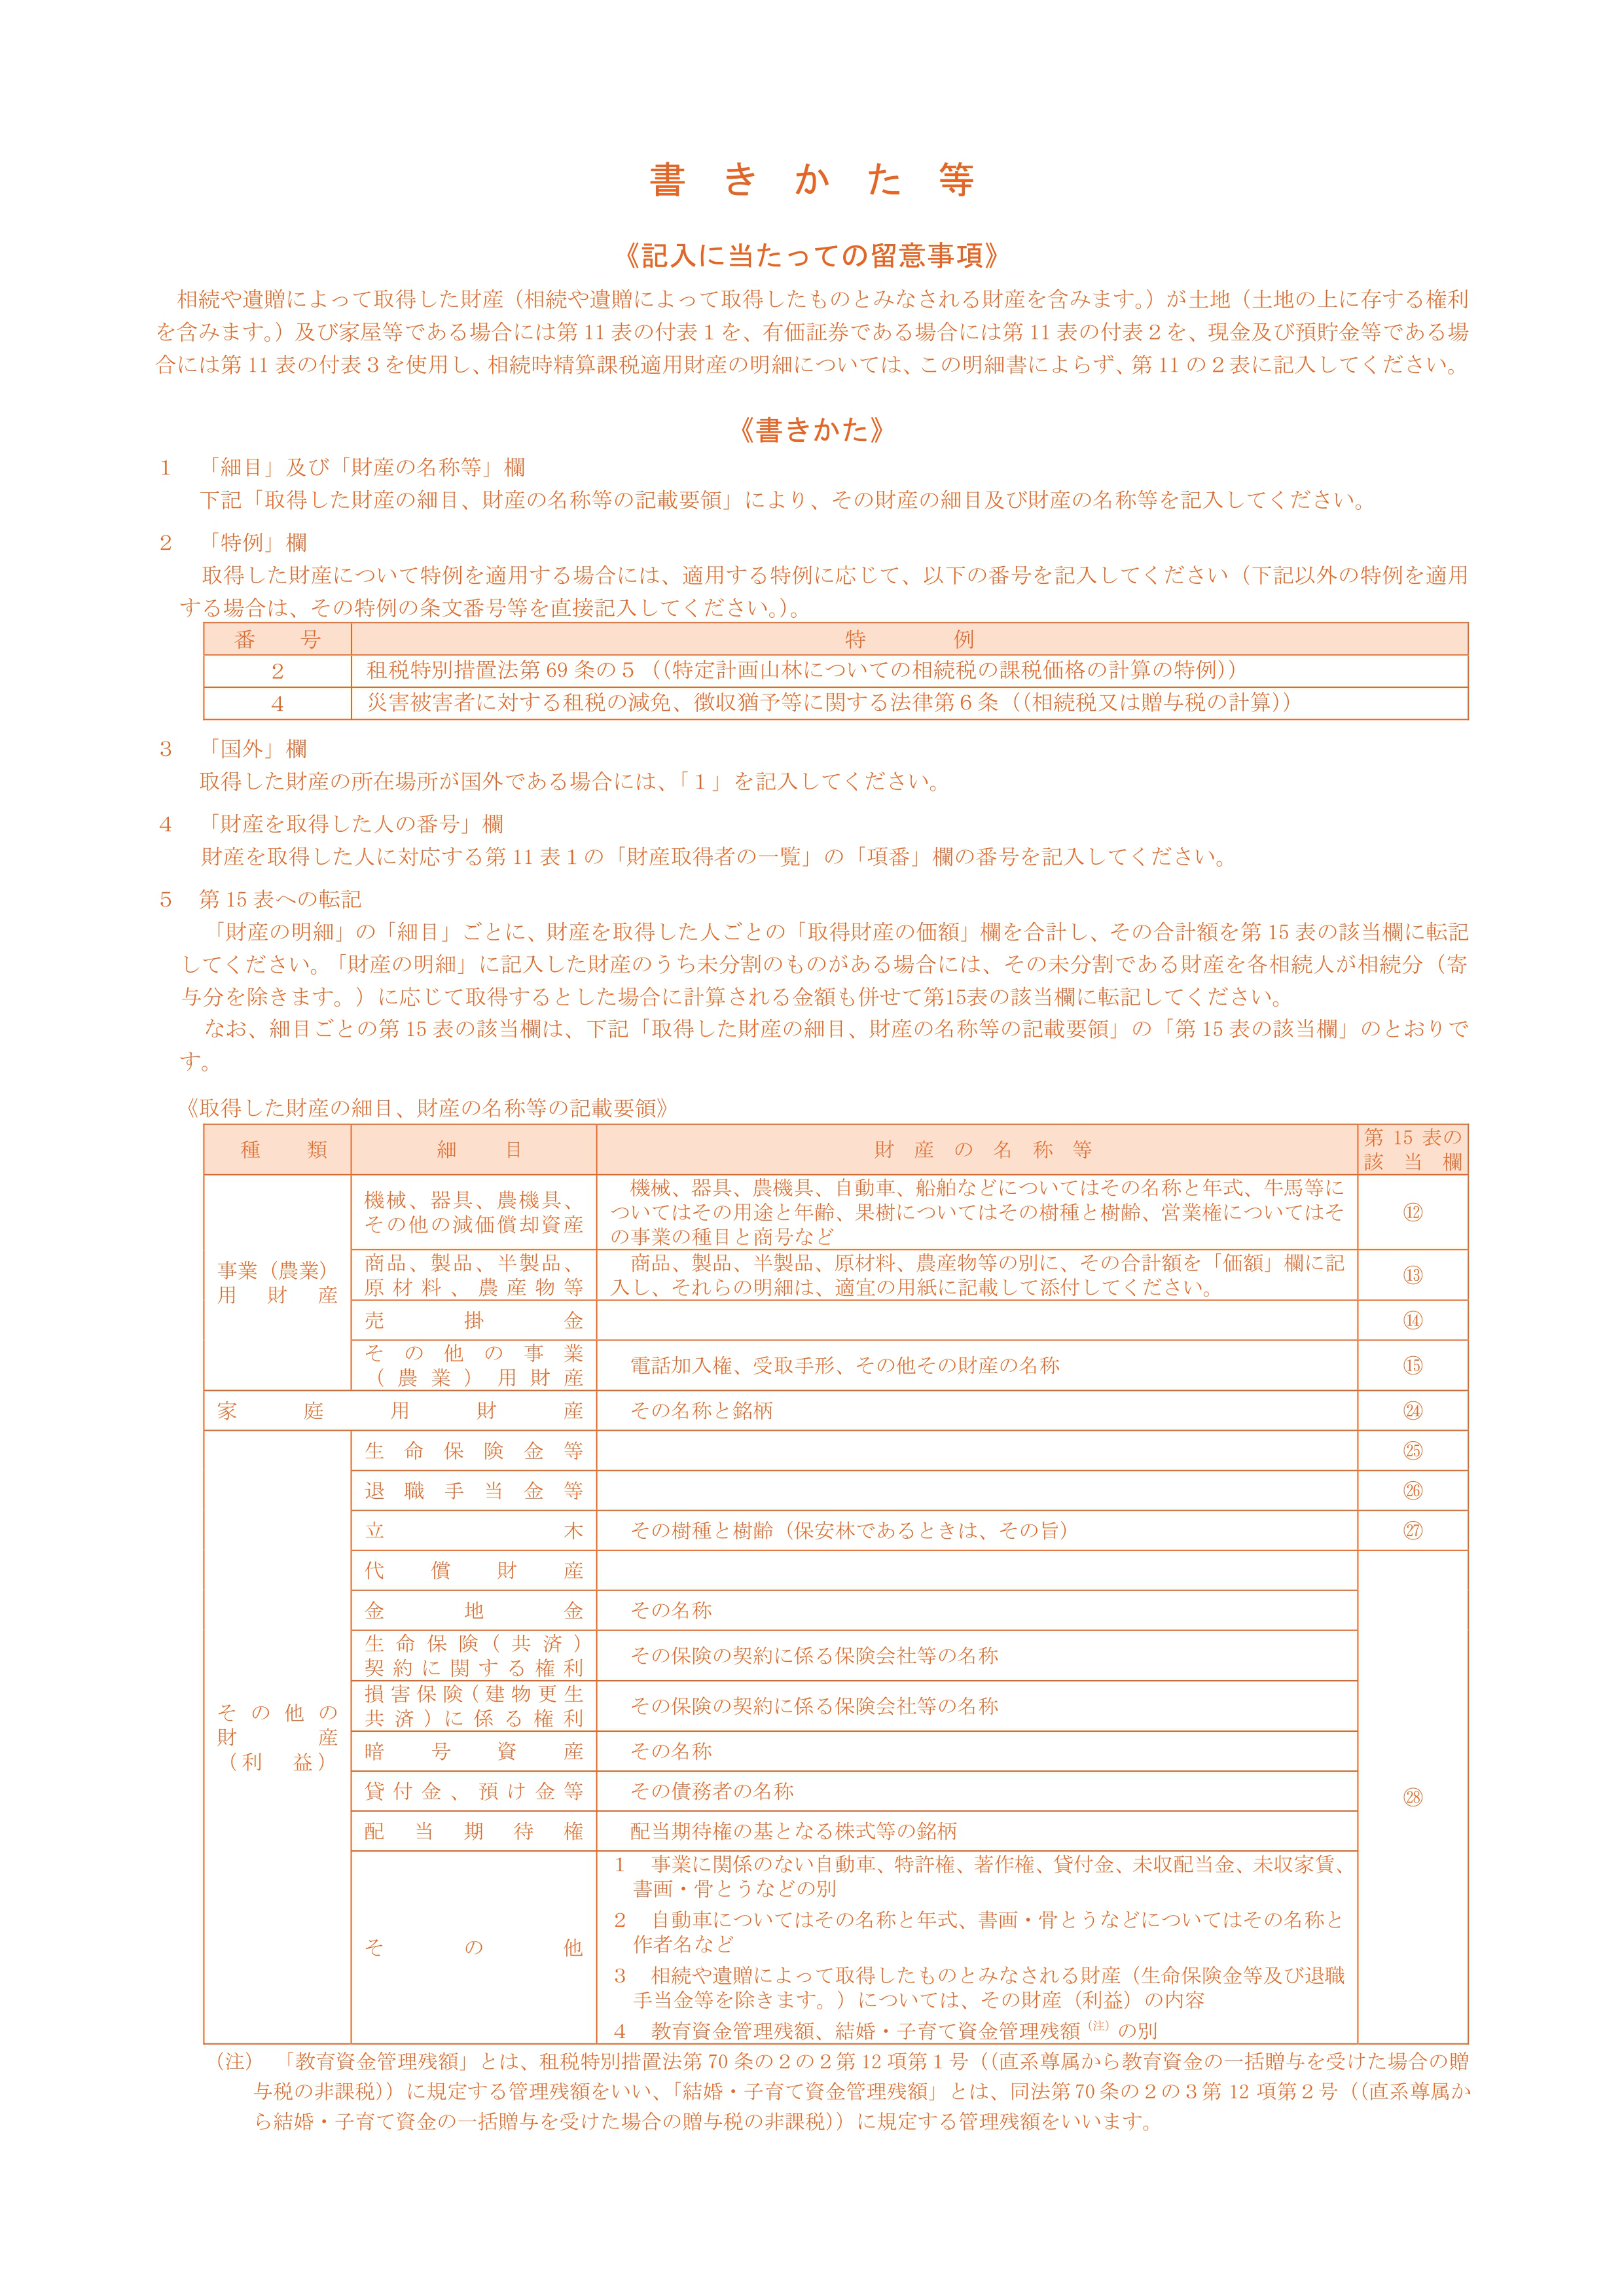 書きかた等
《記入に当たっての留意事項》
相続や遺贈によって取得した財産（相続や遺贈によって取得したものとみなされる財産を含みます。）が土地（土地の上に存する権利
を含みます。）及び家屋等である場合には第11表の付表１を、有価証券である場合には第11表の付表２を、現金及び預貯金等である場
合には第11表の付表３を使用し、相続時精算課税適用財産の明細については、この明細書によらず、第11の２表に記入してください。
《書きかた》
１　「細目」及び「財産の名称等」欄
下記「取得した財産の細目、財産の名称等の記載要領」により、その財産の細目及び財産の名称等を記入してください。
２　「特例」欄
取得した財産について特例を適用する場合には、適用する特例に応じて、以下の番号を記入してください（下記以外の特例を適用
する場合は、その特例の条文番号等を直接記入してください。）。
番号　特例
２　租税特別措置法第69条の５（（特定計画山林についての相続税の課税価格の計算の特例））
４　災害被害者に対する租税の減免、徴収猶予等に関する法律第６条（（相続税又は贈与税の計算））
３　「国外」欄
取得した財産の所在場所が国外である場合には、「１」を記入してください。
４　「財産を取得した人の番号」欄
財産を取得した人に対応する第11表１の「財産取得者の一覧」の「項番」欄の番号を記入してください。
５　第15表への転記
「財産の明細」の「細目」ごとに、財産を取得した人ごとの「取得財産の価額」欄を合計し、その合計額を第15表の該当欄に転記
してください。「財産の明細」に記入した財産のうち未分割のものがある場合には、その未分割である財産を各相続人が相続分（寄
与分を除きます。）に応じて取得するとした場合に計算される金額も併せて第15表の該当欄に転記してください。
なお、細目ごとの第15表の該当欄は、下記「取得した財産の細目、財産の名称等の記載要領」の「第15表の該当欄」のとおりで
す。
《取得した財産の細目、財産の名称等の記載要領》
種類　細目　財産の名称等　第15表の
該当欄
事業（農業）
用財産
機械、器具、農機具、
その他の減価償却資産
機械、器具、農機具、自動車、船舶などについてはその名称と年式、牛馬等に
ついてはその用途と年齢、果樹についてはその樹種と樹齢、営業権についてはそ
の事業の種目と商号など
⑫
商品、製品、半製品、
原材料、農産物等
商品、製品、半製品、原材料、農産物等の別に、その合計額を「価額」欄に記
入し、それらの明細は、適宜の用紙に記載して添付してください。
⑬
売掛金　⑭
その他の事業
（農業）用財産
電話加入権、受取手形、その他その財産の名称　⑮
家庭用財産　その名称と銘柄　㉔
その他の
財産
（利益）
生命保険金等　㉕
退職手当金等　㉖
立木　その樹種と樹齢（保安林であるときは、その旨）　㉗
代償財産
金地金　その名称
生命保険（共済）
契約に関する権利
その保険の契約に係る保険会社等の名称
損害保険（建物更生
共済）に係る権利
その保険の契約に係る保険会社等の名称
暗号資産　その名称
貸付金、預け金等　その債務者の名称
㉘
配当期待権　配当期待権の基となる株式等の銘柄
その他
１　事業に関係のない自動車、特許権、著作権、貸付金、未収配当金、未収家賃、
書画・骨とうなどの別
２　自動車についてはその名称と年式、書画・骨とうなどについてはその名称と
作者名など
３　相続や遺贈によって取得したものとみなされる財産（生命保険金等及び退職
手当金等を除きます。）については、その財産（利益）の内容
４　教育資金管理残額、結婚・子育て資金管理残額（注）の別
（注）　「教育資金管理残額」とは、租税特別措置法第70条の２の２第12項第１号（（直系尊属から教育資金の一括贈与を受けた場合の贈
与税の非課税））に規定する管理残額をいい、「結婚・子育て資金管理残額」とは、同法第70条の２の３第12項第２号（（直系尊属か
ら結婚・子育て資金の一括贈与を受けた場合の贈与税の非課税））に規定する管理残額をいいます。